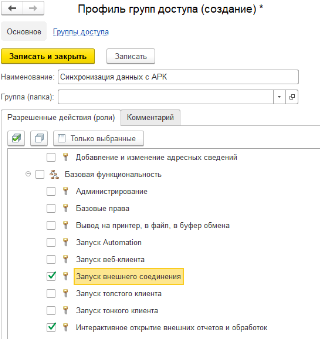 Профиль групп доступа (создание) *
Основное Группы доступа
Записать и закрыть Записать
Наименование: Синхронизация данных с АРК
Группа (папка):
Разрешенные действия (роли) Комментарий
Только выбранные
Добавление и изменение адресных сведений
Базовая функциональность
Администрирование
Базовые права
Вывод на принтер, в файл, в буфер обмена
Запуск Automation
Запуск веб-клиента
Запуск внешнего соединения
Запуск толстого клиента
Запуск тонкого клиента
Интерактивное открытие внешних отчетов и обработок